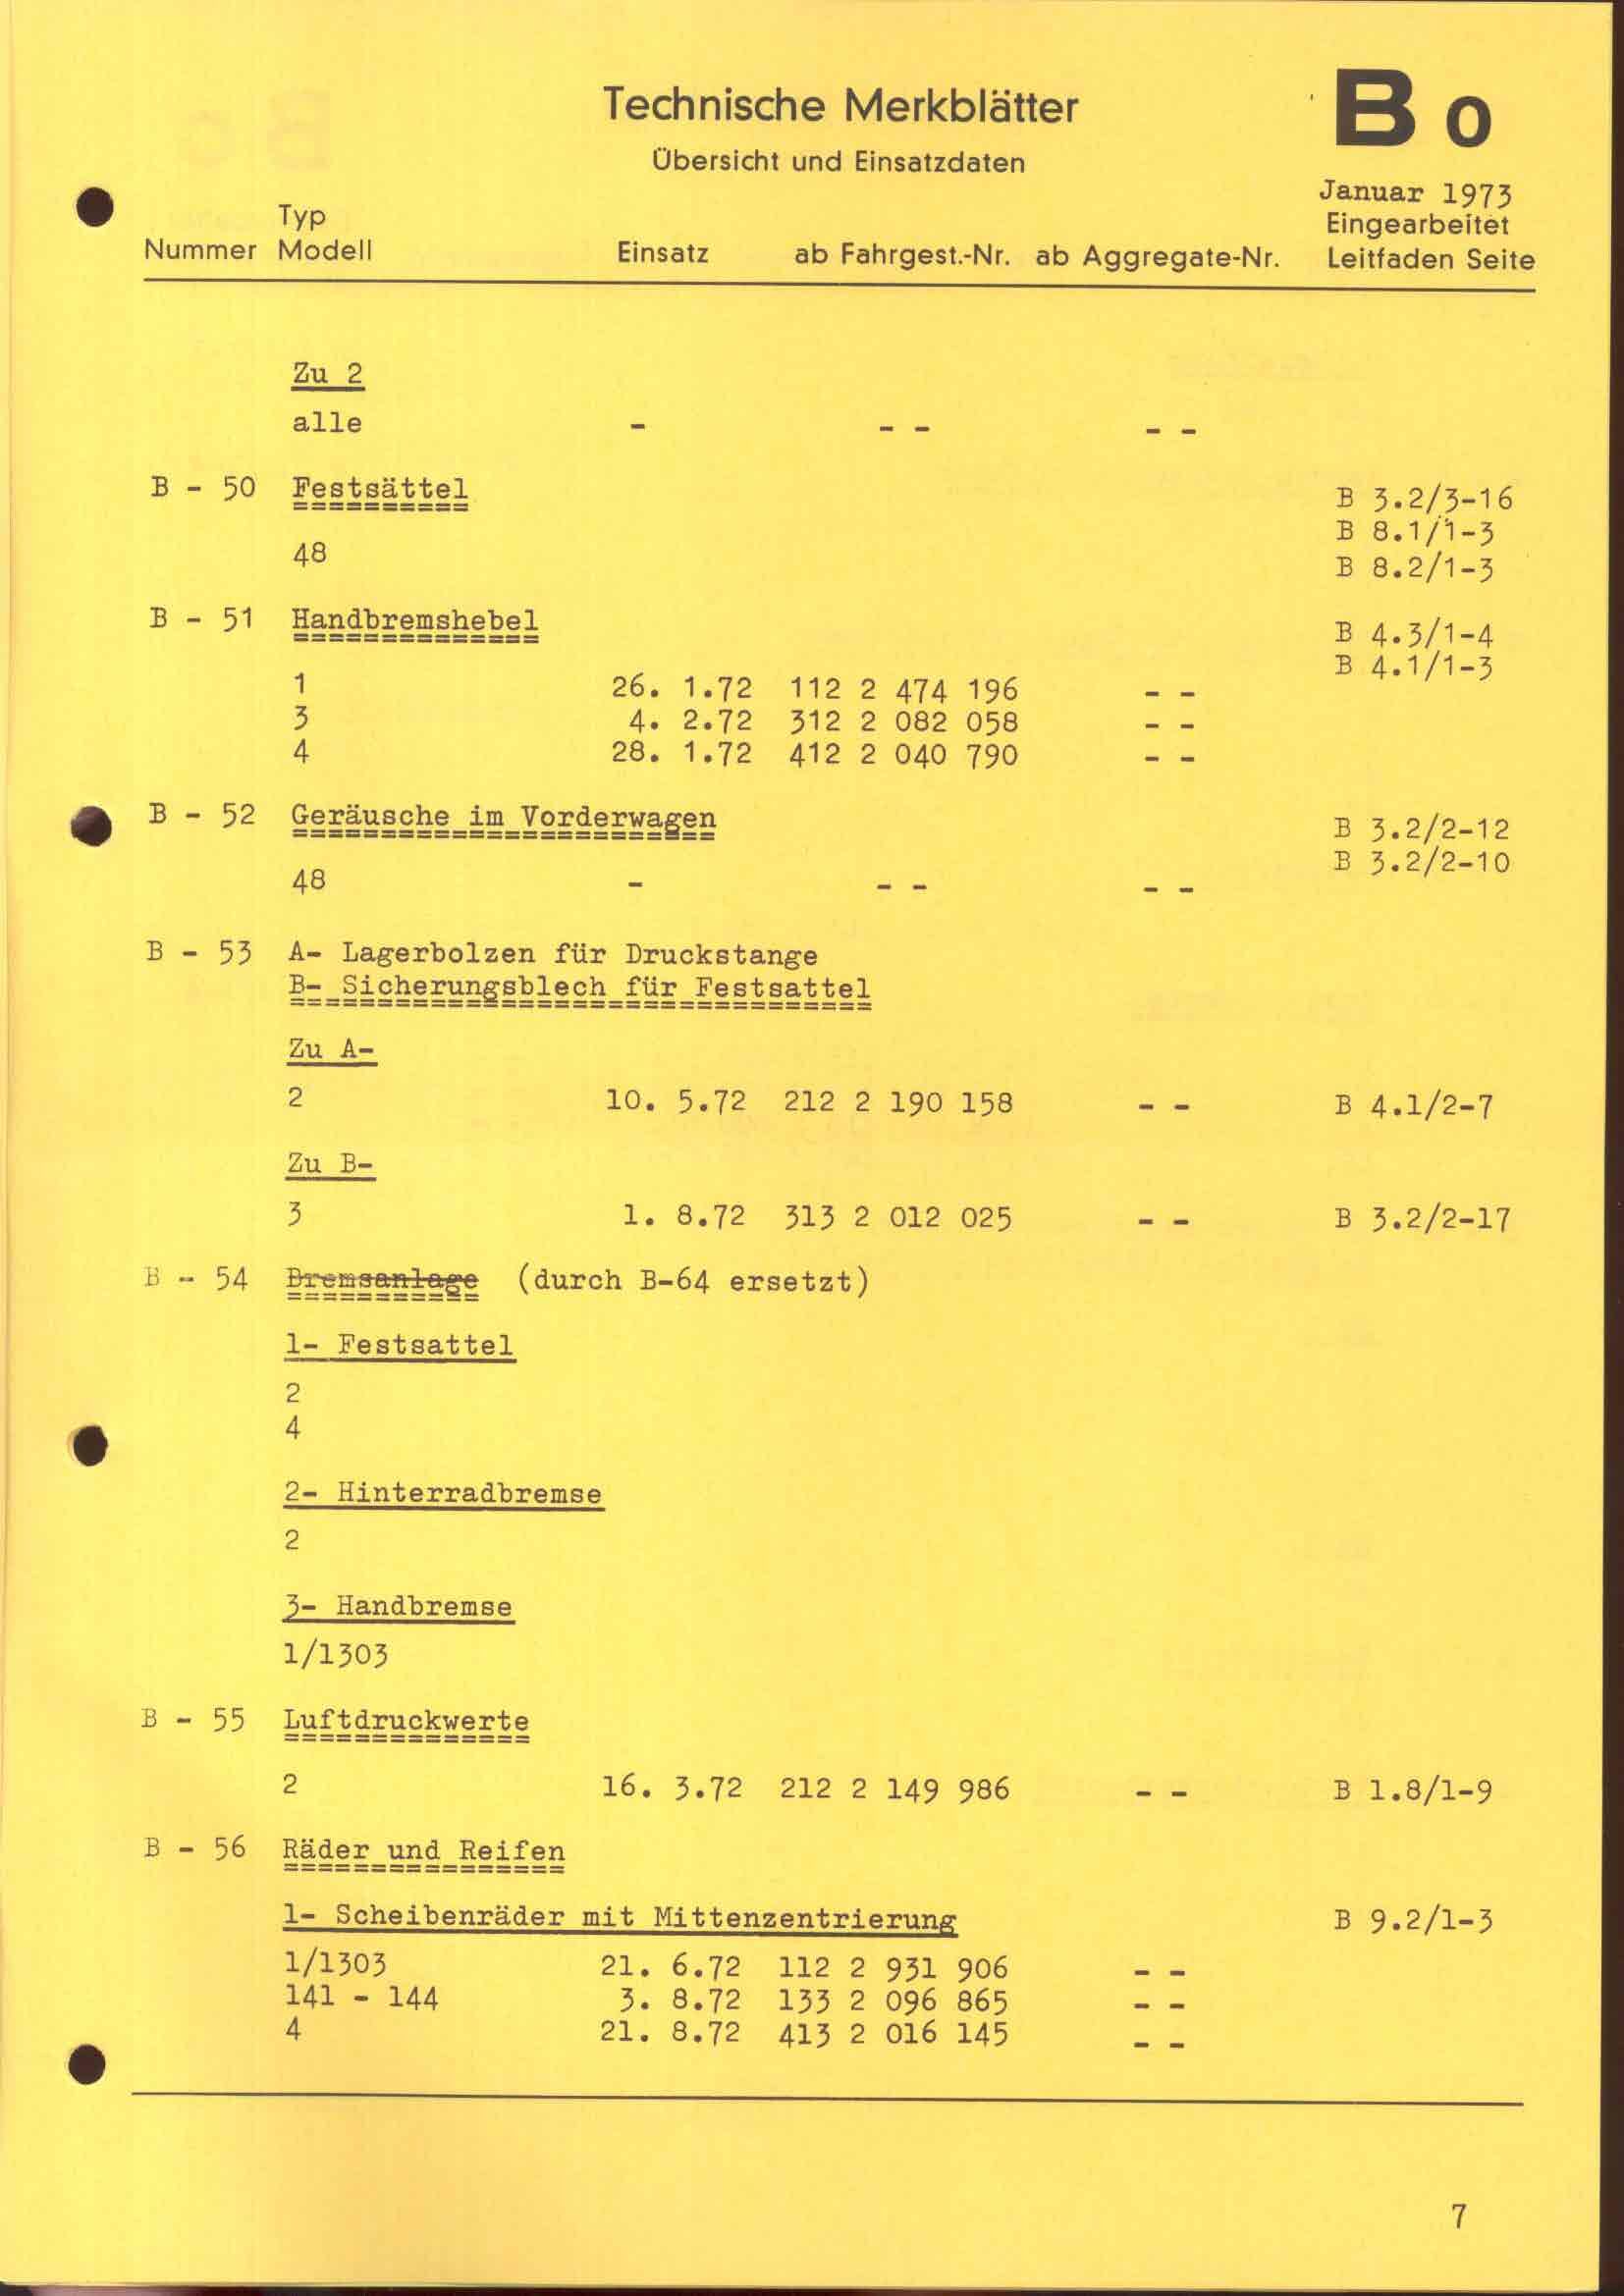 Technische Merkblätter
B o
Übersicht und Einsatzdaten
Januar 1973
Typ
Eingearbeitet
Nummer Modell Einsatz ab Fahrgest.-Nr. ab Aggregate-Nr. Leitfaden Seite
Zu 2
alle - - - - -
B - 50 Festsättel B 3.2/3-16
B 8.1/1-3
48
B 8.2/1-3
B - 51 Handbremshebel B 4.3/1-4
B 4.1/1-3
1 26. 1.72 112 2 474 196 - -
3 4. 2.72 312 2 082 058 - -
4 28. 1.72 412 2 040 790 - -
B - 52 Geräusche im Vorderwagen B 3.2/2-12
B 3.2/2-10
48 - - - - -
B - 53 A- Lagerbolzen für Druckstange
B- Sicherungsblech für Festsattel
Zu A-
2 10. 5.72 212 2 190 158 - - B 4.1/2-7
Zu B-
3 1. 8.72 313 2 012 025 - - B 3.2/2-17
B - 54 Bremsanlage (durch B-64 ersetzt)
1- Festsattel
2
4
2- Hinterradbremse
2
3- Handbremse
1/1303
B - 55 Luftdruckwerte
2 16. 3.72 212 2 149 986 - - B 1.8/1-9
B - 56 Räder und Reifen
1- Scheibenräder mit Mittenzentrierung B 9.2/1-3
1/1303 21. 6.72 112 2 931 906 - -
141 - 144 3. 8.72 133 2 096 865 - -
4 21. 8.72 413 2 016 145 - -
7